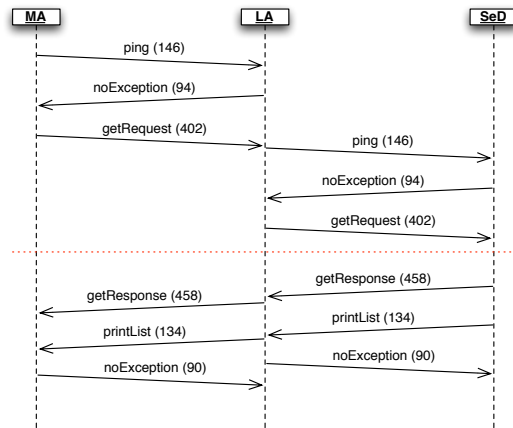 MA LA SeD
ping (146)
noException (94)
getRequest (402)
ping (146)
noException (94)
getRequest (402)
getResponse (458)
getResponse (458)
printList (134)
printList (134)
noException (90)
noException (90)